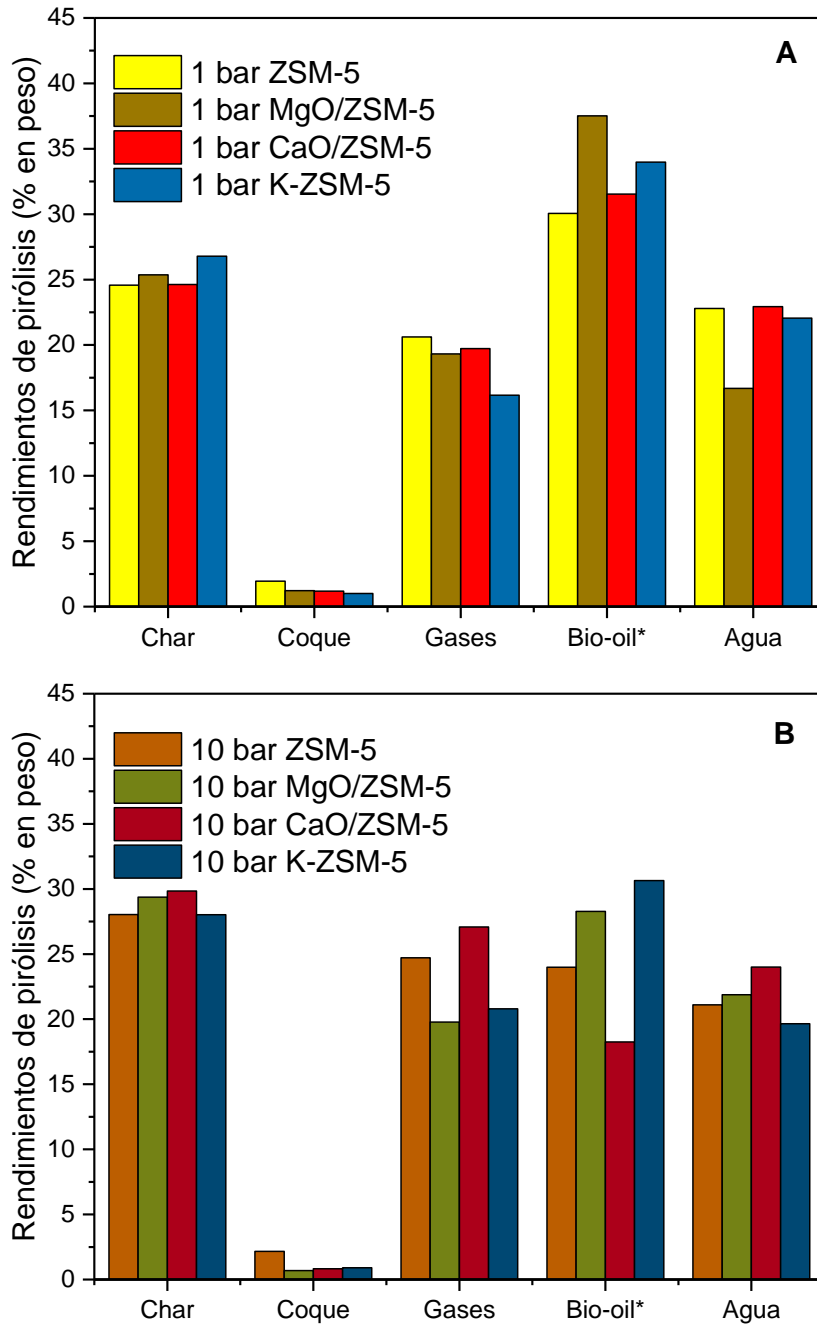 A
1 bar ZSM-5
1 bar MgO/ZSM-5
1 bar CaO/ZSM-5
1 bar K-ZSM-5
Rendimientos de pirólisis (% en peso)
45
40
35
30
25
20
15
10
5
0
Char Coque Gases Bio-oil* Agua
B
10 bar ZSM-5
10 bar MgO/ZSM-5
10 bar CaO/ZSM-5
10 bar K-ZSM-5
Rendimientos de pirólisis (% en peso)
45
40
35
30
25
20
15
10
5
0
Char Coque Gases Bio-oil* Agua